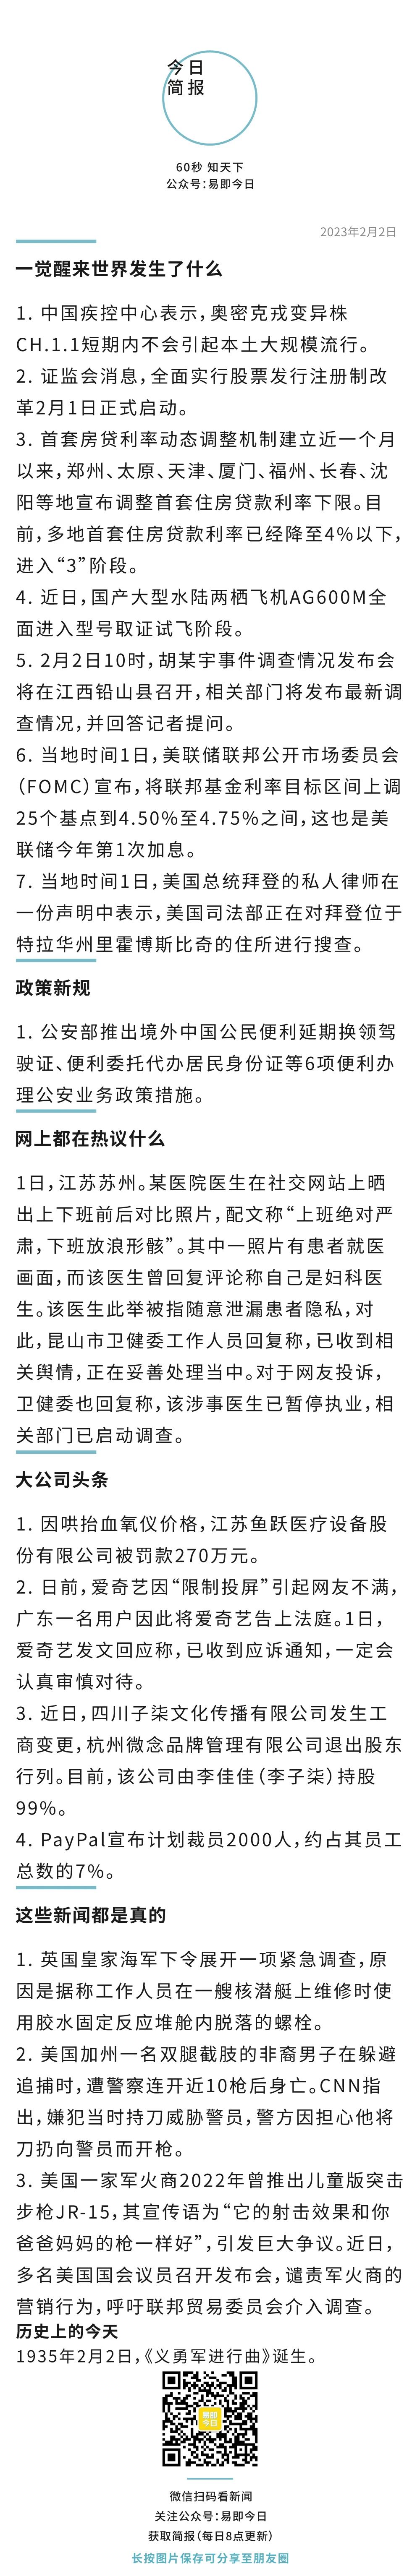 今日
简报
60秒 知天下
公众号：易即今日
2023年2月2日
一觉醒来世界发生了什么
1. 中国疾控中心表示，奥密克戎变异株
CH.1.1短期内不会引起本土大规模流行。
2. 证监会消息，全面实行股票发行注册制改
革2月1日正式启动。
3. 首套房贷利率动态调整机制建立近一个月
以来，郑州、太原、天津、厦门、福州、长春、沈
阳等地宣布调整首套住房贷款利率下限。目
前，多地首套住房贷款利率已经降至4%以下，
进入“3”阶段。
4. 近日，国产大型水陆两栖飞机AG600M全
面进入型号取证试飞阶段。
5. 2月2日10时，胡某宇事件调查情况发布会
将在江西铅山县召开，相关部门将发布最新调
查情况，并回答记者提问。
6. 当地时间1日，美联储联邦公开市场委员会
（FOMC）宣布，将联邦基金利率目标区间上调
25个基点到4.50%至4.75%之间，这也是美
联储今年第1次加息。
7. 当地时间1日，美国总统拜登的私人律师在
一份声明中表示，美国司法部正在对拜登位于
特拉华州里霍博斯比奇的住所进行搜查。
政策新规
1. 公安部推出境外中国公民便利延期换领驾
驶证、便利委托代办居民身份证等6项便利办
理公安业务政策措施。
网上都在热议什么
1日，江苏苏州。某医院医生在社交网站上晒
出上下班前后对比照片，配文称“上班绝对严
肃，下班放浪形骸”。其中一照片有患者就医
画面，而该医生曾回复评论称自己是妇科医
生。该医生此举被指随意泄漏患者隐私，对
此，昆山市卫健委工作人员回复称，已收到相
关舆情，正在妥善处理当中。对于网友投诉，
卫健委也回复称，该涉事医生已暂停执业，相
关部门已启动调查。
大公司头条
1. 因哄抬血氧仪价格，江苏鱼跃医疗设备股
份有限公司被罚款270万元。
2. 日前，爱奇艺因“限制投屏”引起网友不满，
广东一名用户因此将爱奇艺告上法庭。1日，
爱奇艺发文回应称，已收到应诉通知，一定会
认真审慎对待。
3. 近日，四川子柒文化传播有限公司发生工
商变更，杭州微念品牌管理有限公司退出股东
行列。目前，该公司由李佳佳（李子柒）持股
99%。
4. PayPal宣布计划裁员2000人，约占其员工
总数的7%。
这些新闻都是真的
1. 英国皇家海军下令展开一项紧急调查，原
因是据称工作人员在一艘核潜艇上维修时使
用胶水固定反应堆舱内脱落的螺栓。
2. 美国加州一名双腿截肢的非裔男子在躲避
追捕时，遭警察连开近10枪后身亡。CNN指
出，嫌犯当时持刀威胁警员，警方因担心他将
刀扔向警员而开枪。
3. 美国一家军火商2022年曾推出儿童版突击
步枪JR-15，其宣传语为“它的射击效果和你
爸爸妈妈的枪一样好”，引发巨大争议。近日，
多名美国国会议员召开发布会，谴责军火商的
营销行为，呼吁联邦贸易委员会介入调查。
历史上的今天
1935年2月2日，《义勇军进行曲》诞生。
易即
今日
微信扫码看新闻
关注公众号：易即今日
获取简报（每日8点更新）
长按图片保存可分享至朋友圈